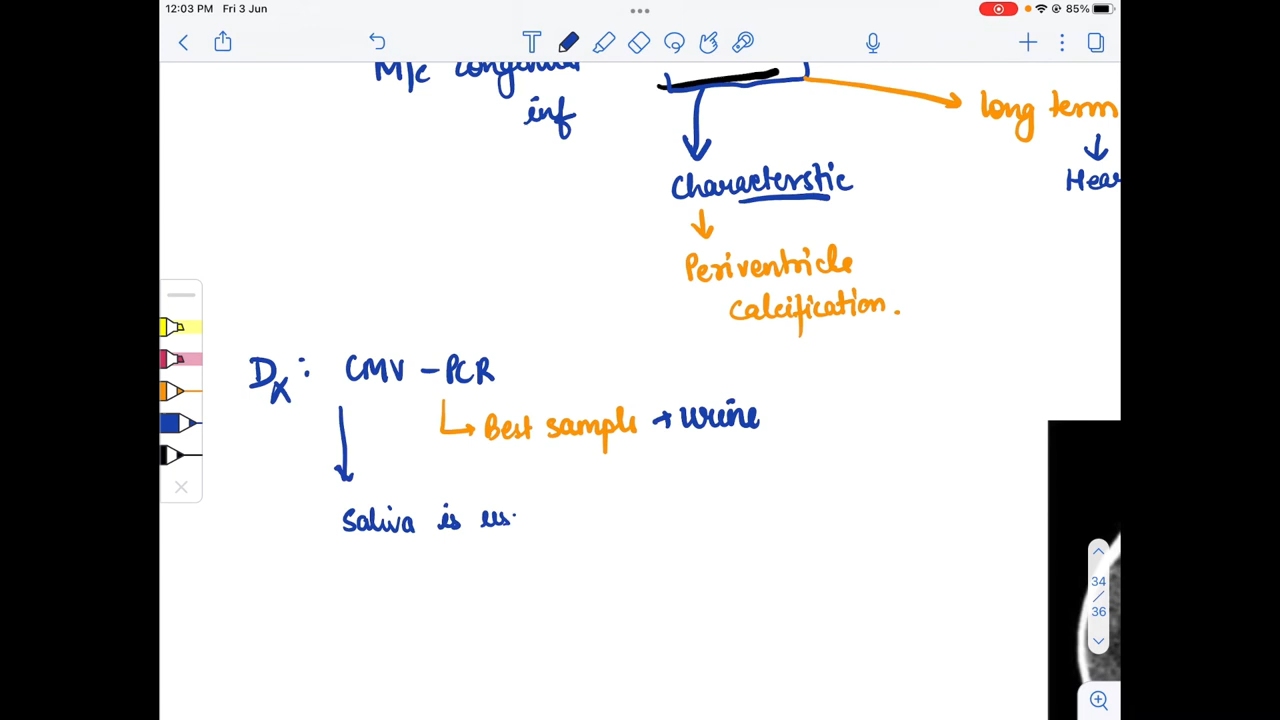 12:03 PM Fri 3 Jun
85%
T
M/c congenital
inf
long term
Hear
Characterstic
Periventricle
calcification.
Dx: CMV - PCR
Best sample → urine
Saliva is us
34
36